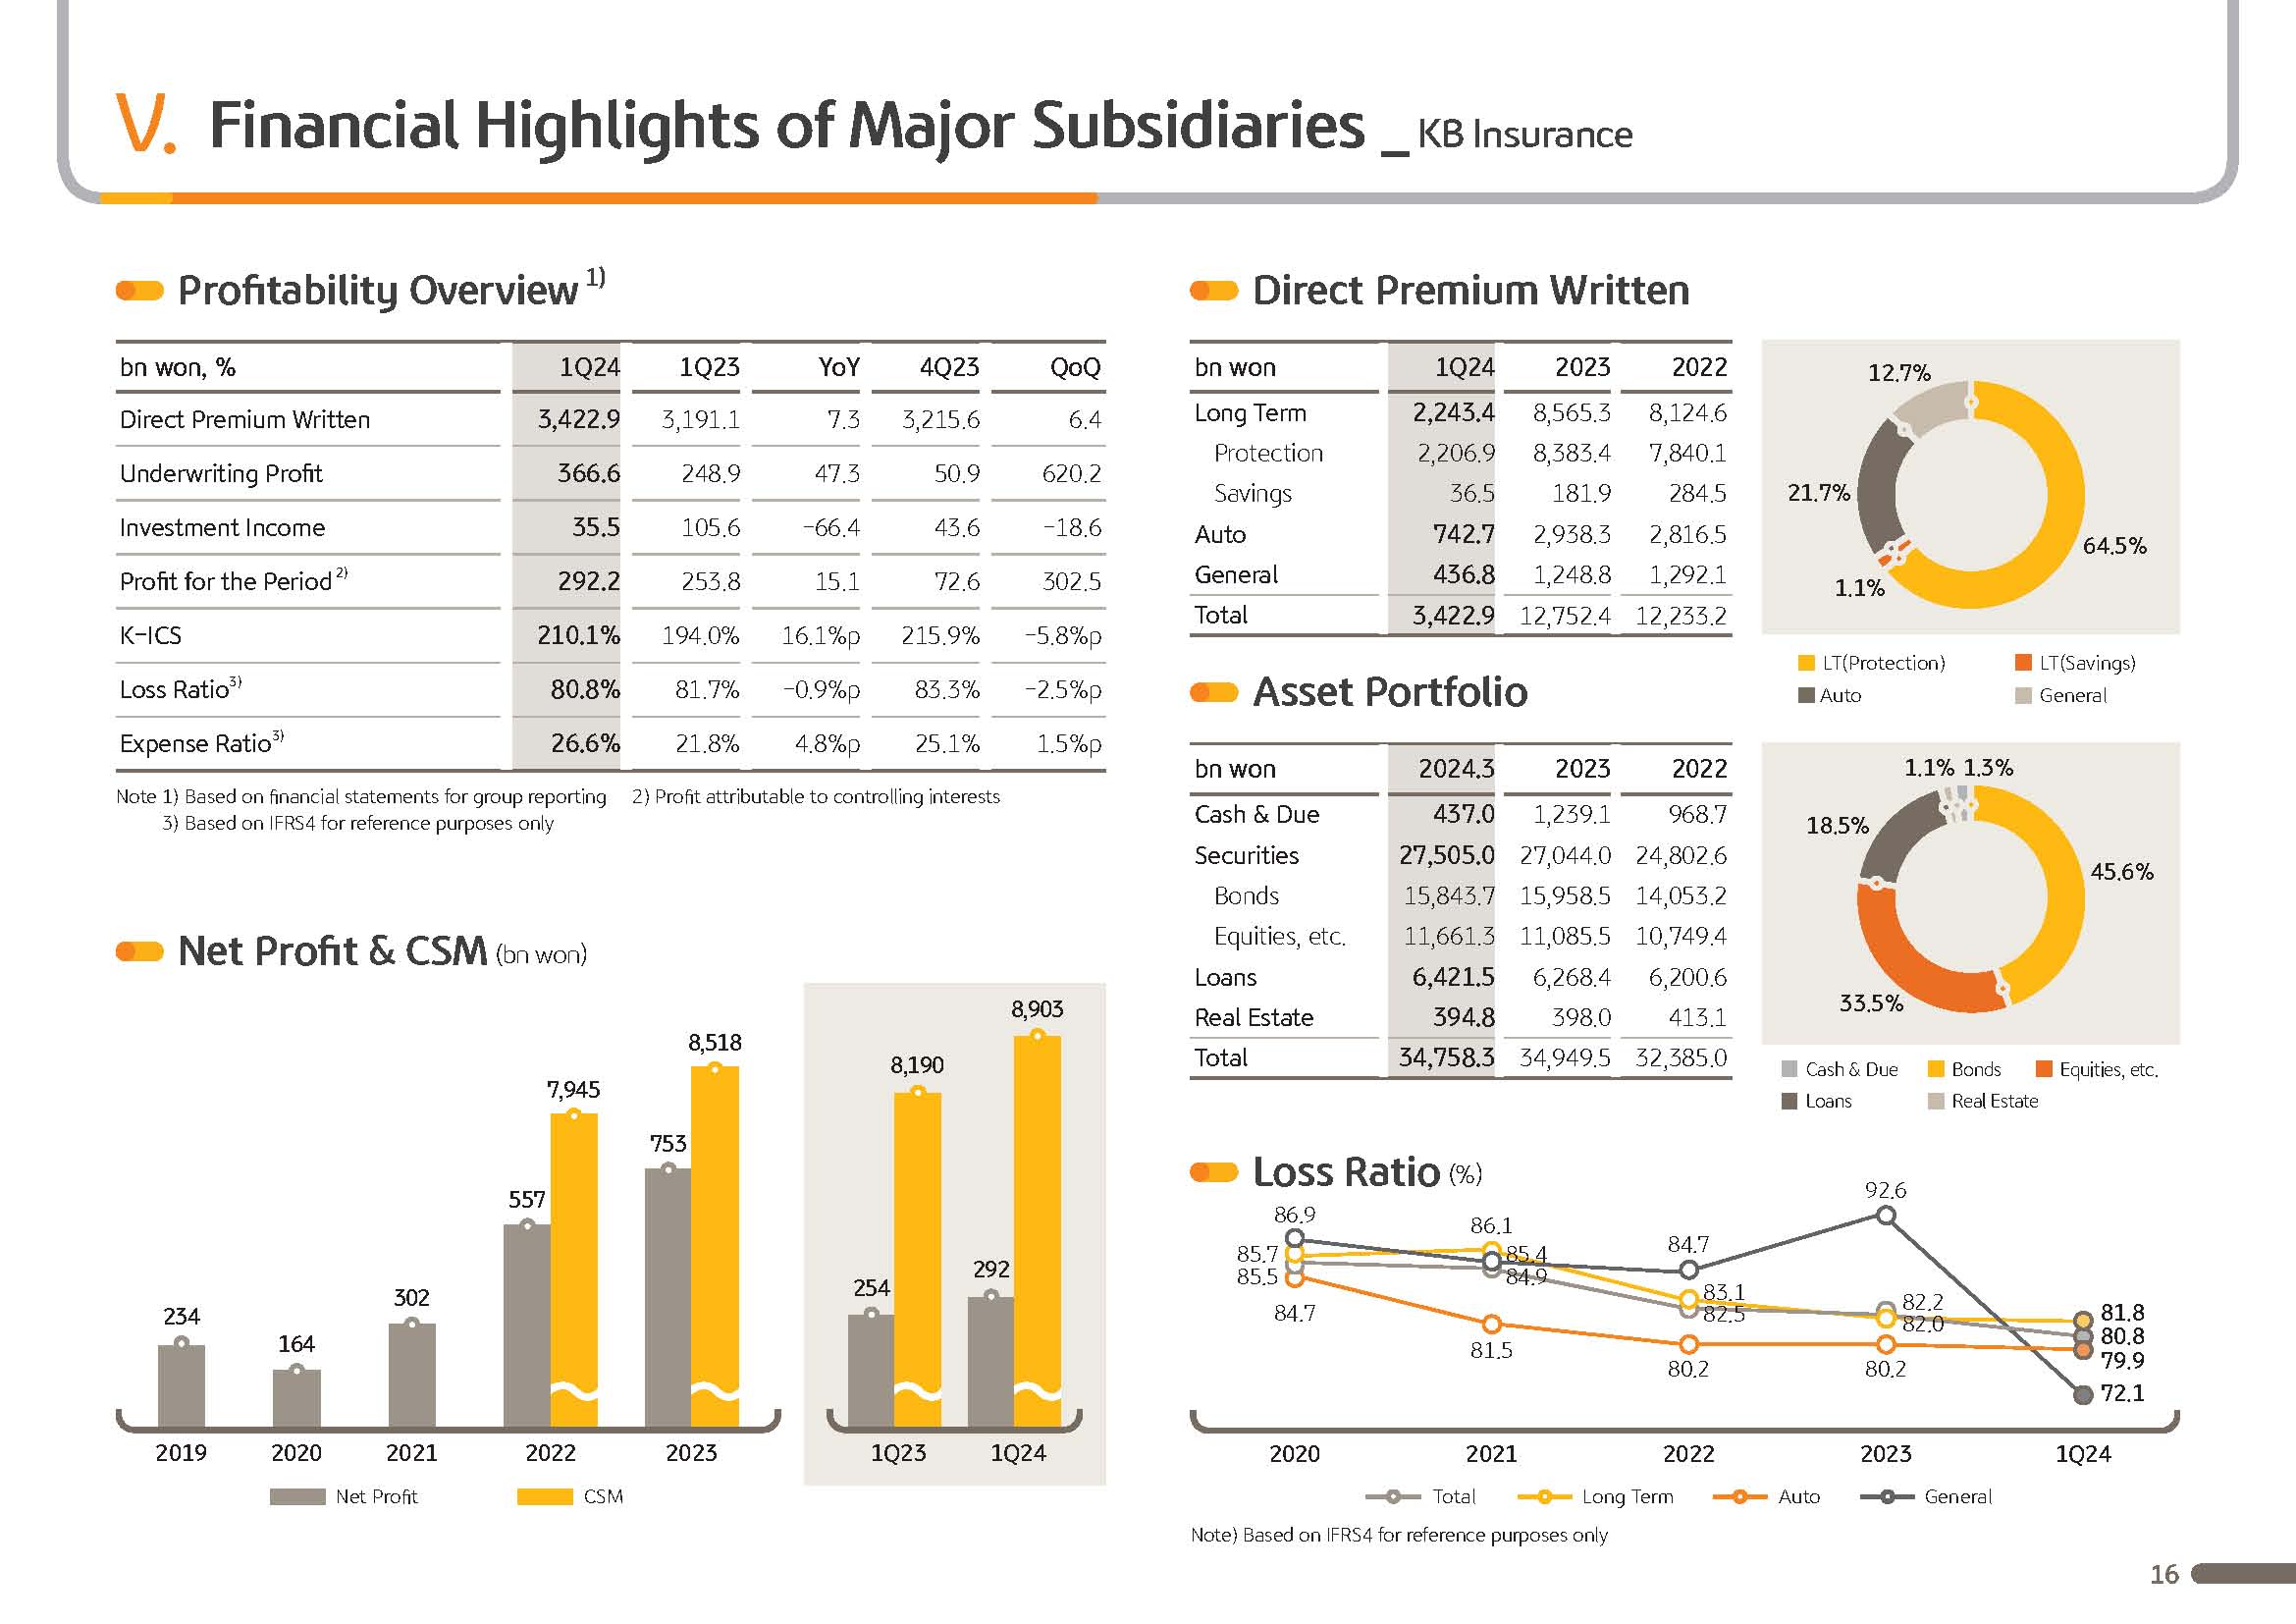 V. Financial Highlights of Major Subsidiaries _ KB Insurance
Profitability Overview 1)
bn won, % 1Q24 1Q23 YoY 4Q23 QoQ
Direct Premium Written 3,422.9 3,191.1 7.3 3,215.6 6.4
Underwriting Profit 366.6 248.9 47.3 50.9 620.2
Investment Income 35.5 105.6 -66.4 43.6 -18.6
Profit for the Period 2) 292.2 253.8 15.1 72.6 302.5
K-ICS 210.1% 194.0% 16.1%p 215.9% -5.8%p
Loss Ratio3) 80.8% 81.7% -0.9%p 83.3% -2.5%p
Expense Ratio3) 26.6% 21.8% 4.8%p 25.1% 1.5%p
Note 1) Based on financial statements for group reporting 2) Profit attributable to controlling interests
3) Based on IFRS4 for reference purposes only
Net Profit & CSM (bn won)
234
164
302
557
7,945
753
8,518
254
8,190
292
8,903
2019 2020 2021 2022 2023 1Q23 1Q24
Net Profit CSM
Direct Premium Written
bn won 1Q24 2023 2022
Long Term 2,243.4 8,565.3 8,124.6
Protection 2,206.9 8,383.4 7,840.1
Savings 36.5 181.9 284.5
Auto 742.7 2,938.3 2,816.5
General 436.8 1,248.8 1,292.1
Total 3,422.9 12,752.4 12,233.2
12.7%
21.7%
64.5%
1.1%
LT(Protection) LT(Savings)
Auto General
Asset Portfolio
bn won 2024.3 2023 2022
Cash & Due 437.0 1,239.1 968.7
Securities 27,505.0 27,044.0 24,802.6
Bonds 15,843.7 15,958.5 14,053.2
Equities, etc. 11,661.3 11,085.5 10,749.4
Loans 6,421.5 6,268.4 6,200.6
Real Estate 394.8 398.0 413.1
Total 34,758.3 34,949.5 32,385.0
1.1% 1.3%
18.5%
45.6%
33.5%
Cash & Due Bonds Equities, etc.
Loans Real Estate
Loss Ratio (%)
86.9
85.7
85.5
84.7
86.1
85.4
84.9
81.5
84.7
83.1
82.5
80.2
92.6
82.2
82.0
80.2
81.8
80.8
79.9
72.1
2020 2021 2022 2023 1Q24
Total Long Term Auto General
Note) Based on IFRS4 for reference purposes only
16